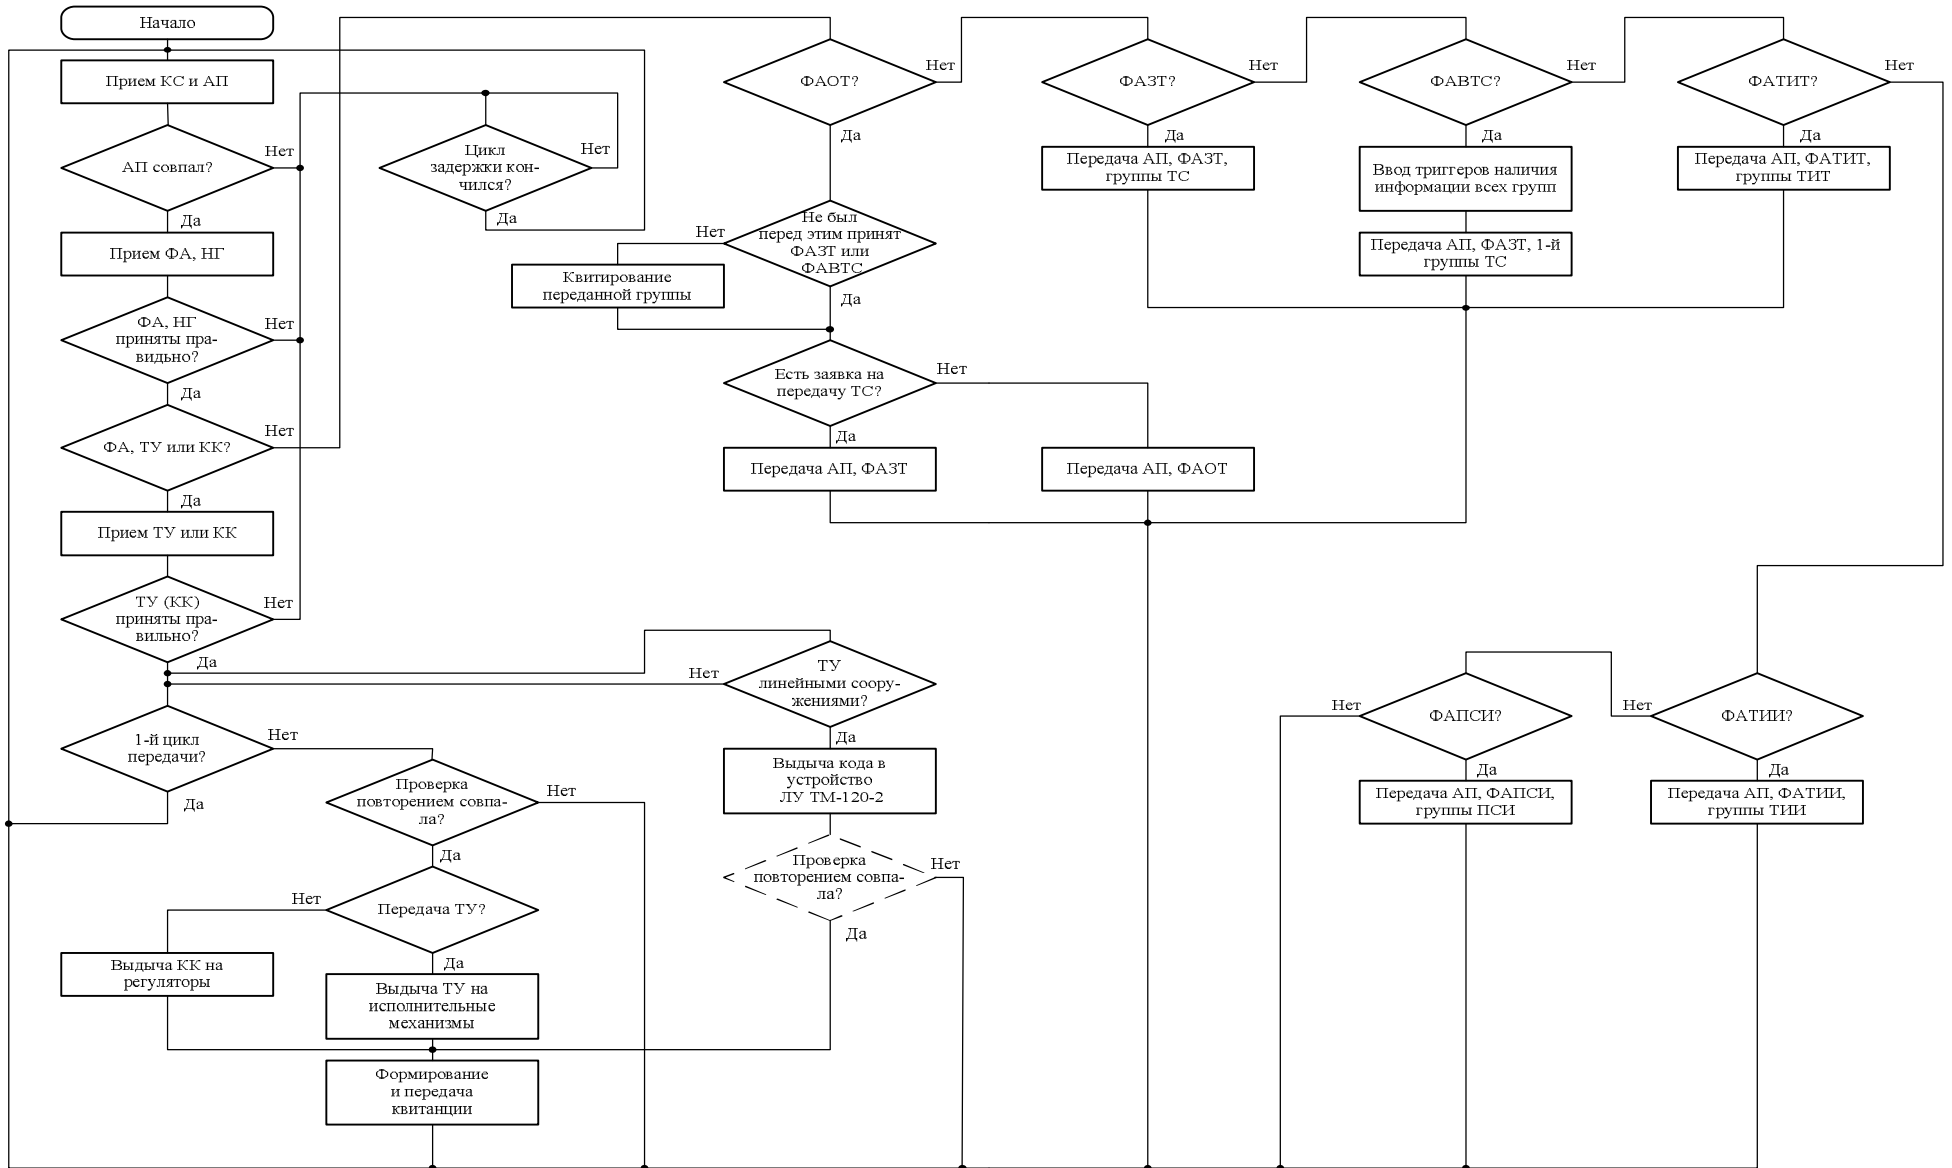 Начало
Прием КС и АП
АП совпал?
Нет
Да
Прием ФА, НГ
ФА, НГ
приняты пра-
видьно?
Нет
Да
ФА, ТУ или КК?
Нет
Да
Прием ТУ или КК
ТУ (КК)
приняты пра-
вильно?
Нет
Да
1-й цикл
передачи?
Нет
Да
Цикл
задержки кон-
чился?
Нет
Да
Проверка
повторением совпа-
ла?
Нет
Да
Передача ТУ?
Нет
Да
Выдыча КК на
регуляторы
Выдыча ТУ на
исполнительные
механизмы
Формирование
и передача
квитанции
ФАОТ?
Нет
Да
Не был
перед этим принят
ФАЗТ или
ФАВТС
Нет
Да
Квитирование
переданной группы
Есть заявка на
передачу ТС?
Нет
Да
Передача АП, ФАЗТ
Передача АП, ФАОТ
ТУ
линейными соору-
жениями?
Нет
Да
Выдыча кода в
устройство
ЛУ ТМ-120-2
Проверка
повторением совпа-
ла?
Нет
Да
ФАЗТ?
Нет
Да
Передача АП, ФАЗТ,
группы ТС
ФАВТС?
Нет
Да
Ввод триггеров наличия
информации всех групп
Передача АП, ФАЗТ, 1-й
группы ТС
ФАТИТ?
Нет
Да
Передача АП, ФАТИТ,
группы ТИТ
ФАПСИ?
Нет
Да
Передача АП, ФАПСИ,
группы ПСИ
ФАТИИ?
Нет
Да
Передача АП, ФАТИИ,
группы ТИИ